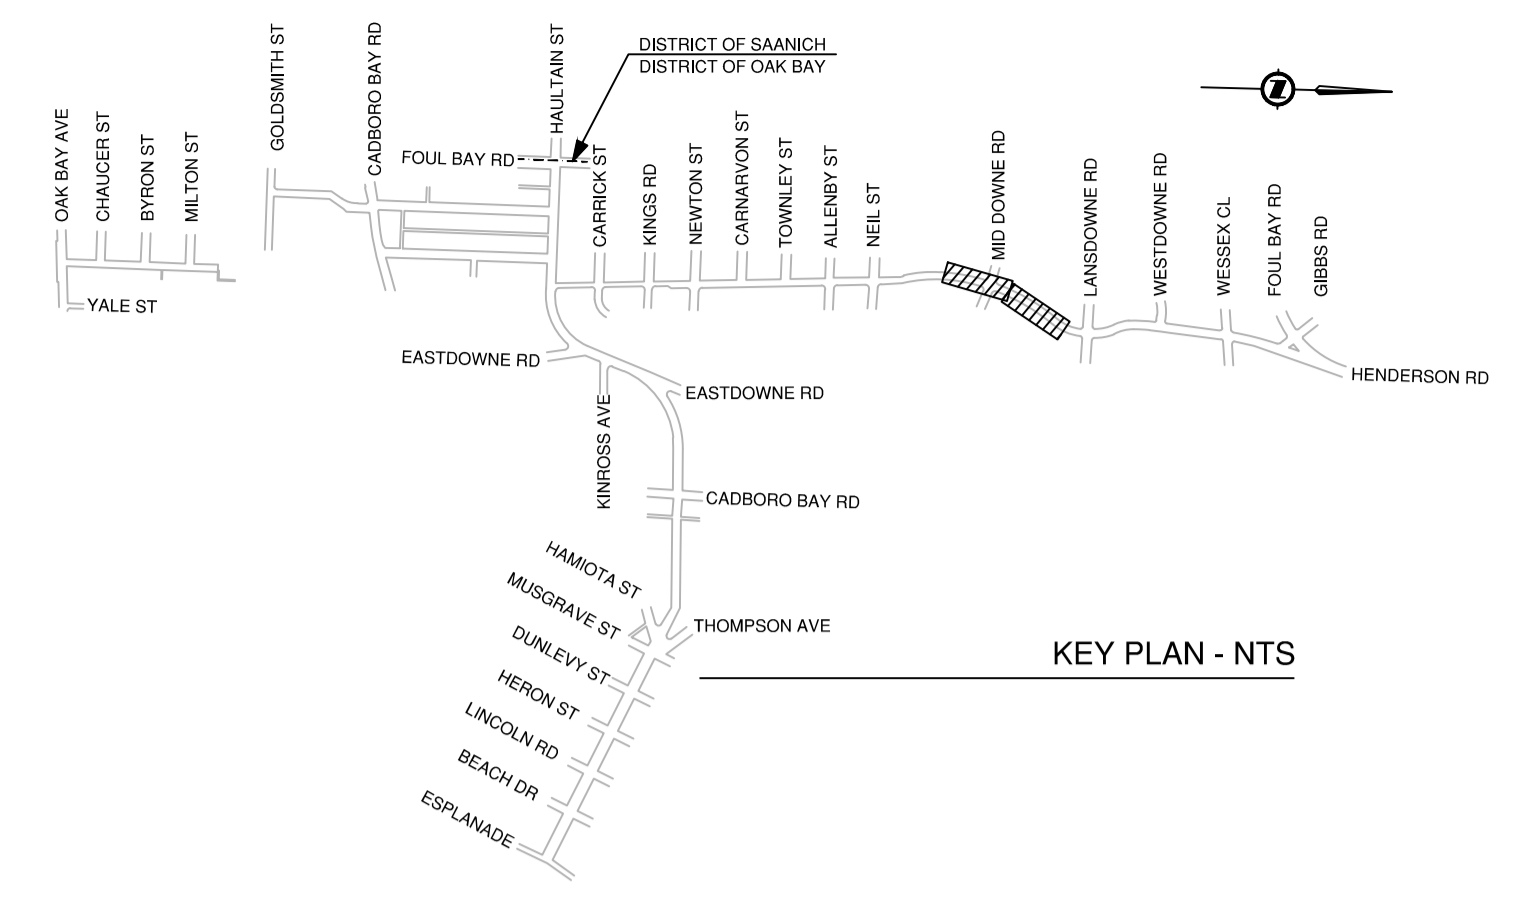 OAK BAY AVE
CHAUCER ST
BYRON ST
MILTON ST
GOLDSMITH ST
CADBORO BAY RD
HAULTAIN ST
DISTRICT OF SAANICH
DISTRICT OF OAK BAY
FOUL BAY RD
CARRICK ST
KINGS RD
NEWTON ST
CARNARVON ST
TOWNLEY ST
ALLENBY ST
NEIL ST
MID DOWNE RD
LANSDOWNE RD
WESTDOWNE RD
WESSEX CL
FOUL BAY RD
GIBBS RD
Z
YALE ST
EASTDOWNE RD
HENDERSON RD
EASTDOWNE RD
KINROSS AVE
CADBORO BAY RD
HAMIOTA ST
MUSGRAVE ST
THOMPSON AVE
DUNLEVY ST
HERON ST
LINCOLN RD
BEACH DR
ESPLANADE
KEY PLAN - NTS